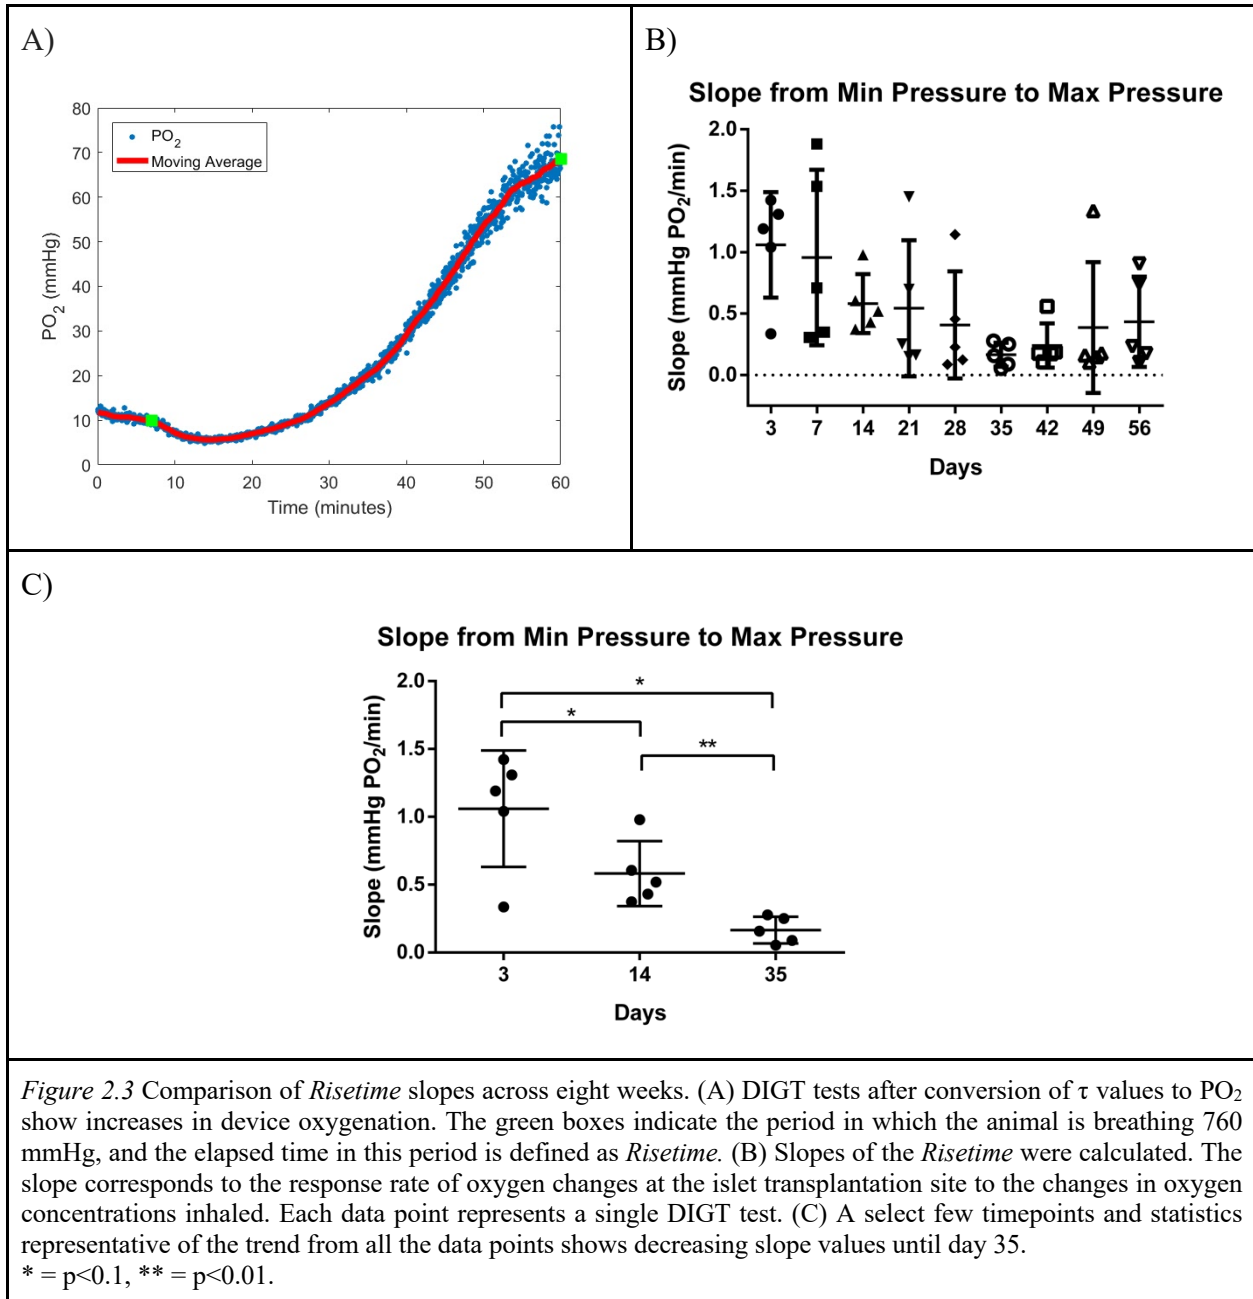 A)
80
70
60
50
40
30
20
10
0
PO₂ (mmHg)
PO₂
Moving Average
0 10 20 30 40 50 60
Time (minutes)
B)
Slope from Min Pressure to Max Pressure
2.0
1.5
1.0
0.5
0.0
Slope (mmHg PO₂/min)
3 7 14 21 28 35 42 49 56
Days
C)
Slope from Min Pressure to Max Pressure
2.0
1.5
1.0
0.5
0.0
Slope (mmHg PO₂/min)
*
*
**
3 14 35
Days
Figure 2.3 Comparison of Risetime slopes across eight weeks. (A) DIGT tests after conversion of τ values to PO₂
show increases in device oxygenation. The green boxes indicate the period in which the animal is breathing 760
mmHg, and the elapsed time in this period is defined as Risetime. (B) Slopes of the Risetime were calculated. The
slope corresponds to the response rate of oxygen changes at the islet transplantation site to the changes in oxygen
concentrations inhaled. Each data point represents a single DIGT test. (C) A select few timepoints and statistics
representative of the trend from all the data points shows decreasing slope values until day 35.
* = p<0.1, ** = p<0.01.